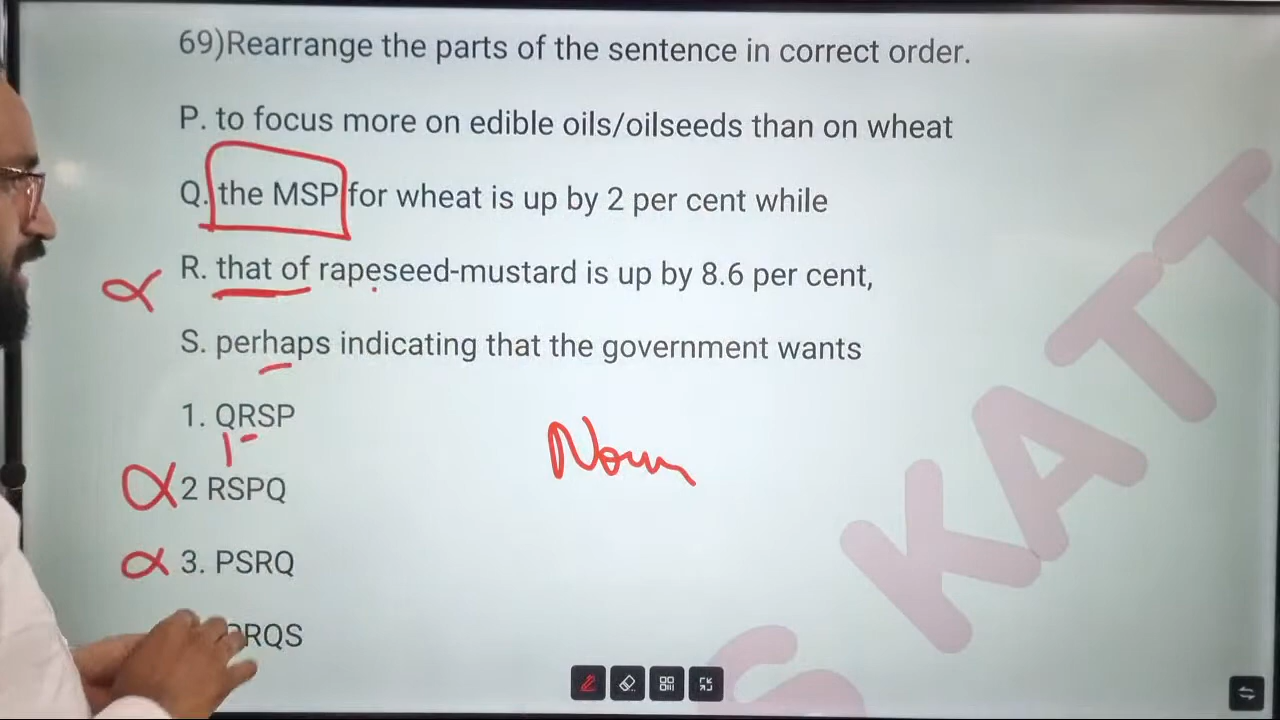 69)Rearrange the parts of the sentence in correct order.
P. to focus more on edible oils/oilseeds than on wheat
Q. the MSP for wheat is up by 2 per cent while
R. that of rapeseed-mustard is up by 8.6 per cent,
S. perhaps indicating that the government wants
1. QRSP
Noun
2 RSPQ
3. PSRQ
RQS
S KATT